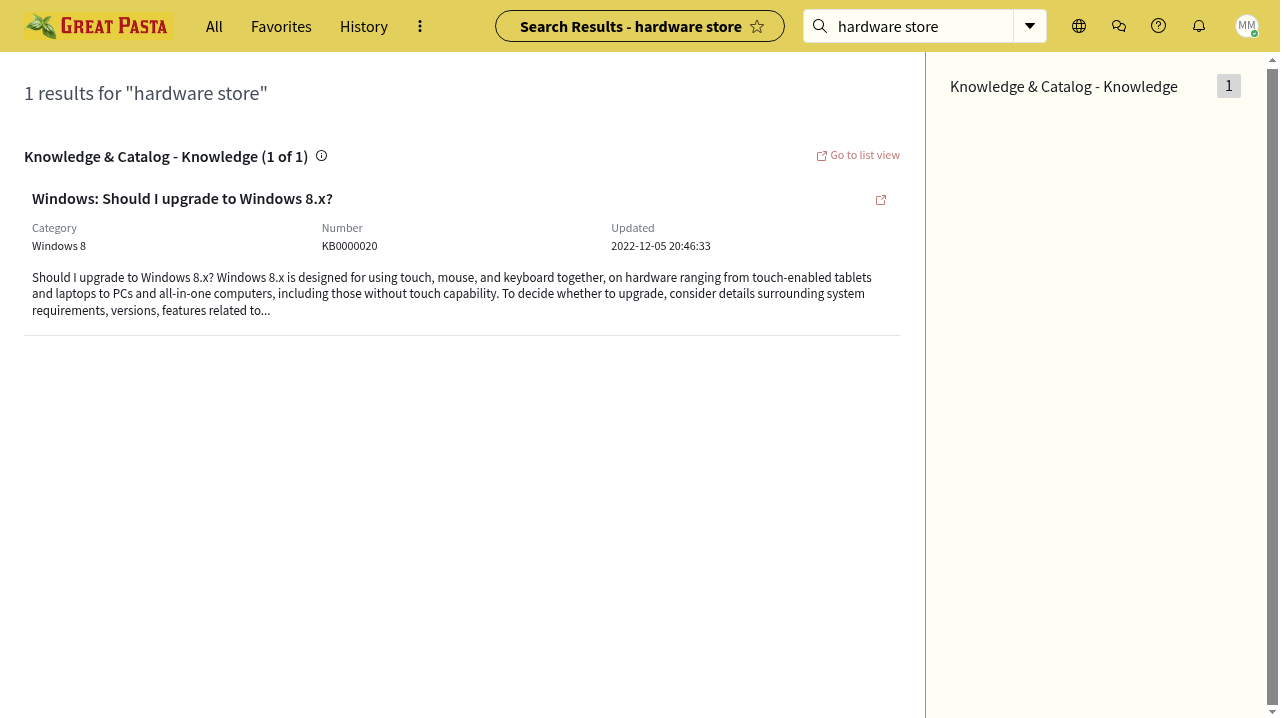 GREAT PASTA
All
Favorites
History
Search Results - hardware store
hardware store
MM
1 results for "hardware store"
Knowledge & Catalog - Knowledge (1 of 1)
Go to list view
Windows: Should I upgrade to Windows 8.x?
Category
Number
Updated
Windows 8
KB0000020
2022-12-05 20:46:33
Should I upgrade to Windows 8.x? Windows 8.x is designed for using touch, mouse, and keyboard together, on hardware ranging from touch-enabled tablets
and laptops to PCs and all-in-one computers, including those without touch capability. To decide whether to upgrade, consider details surrounding system
requirements, versions, features related to...
Knowledge & Catalog - Knowledge
1